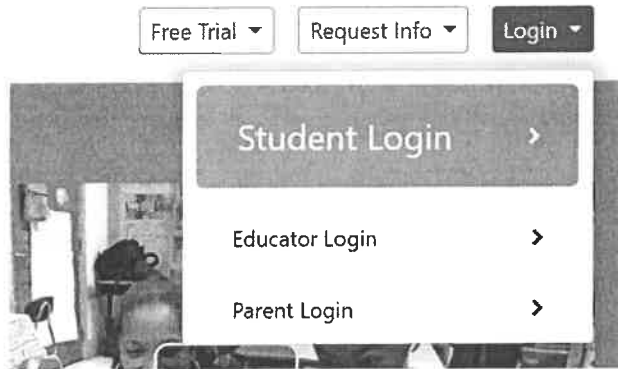 Free Trial
Request Info
Login
Student Login
Educator Login
Parent Login